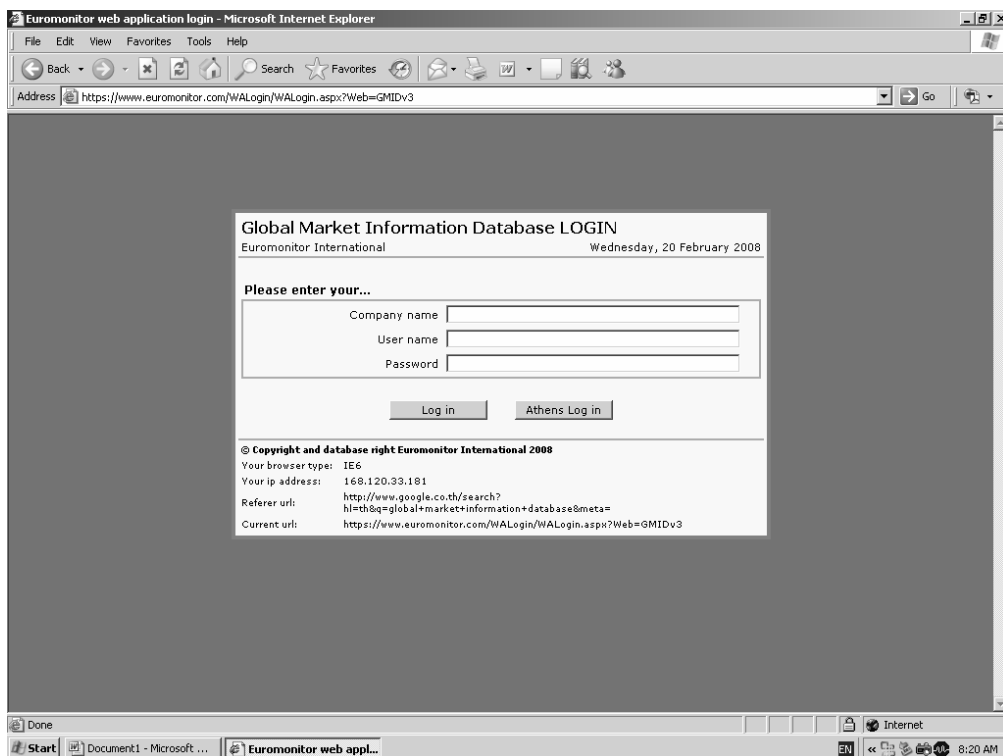 Euromonitor web application login - Microsoft Internet Explorer
File Edit View Favorites Tools Help
Back Search Favorites
Address https://www.euromonitor.com/WALogin/WALogin.aspx?Web=GMIDv3 Go
Global Market Information Database LOGIN
Euromonitor International Wednesday, 20 February 2008
Please enter your...
Company name
User name
Password
Log in Athens Log in
© Copyright and database right Euromonitor International 2008
Your browser type: IE6
Your ip address: 168.120.33.181
Referer url: http://www.google.co.th/search?
hl=th&q=global+market+information+database&meta=
Current url: https://www.euromonitor.com/WALogin/WALogin.aspx?Web=GMIDv3
Done Internet
Start Document1 - Microsoft ... Euromonitor web appl... EN « 8:20 AM